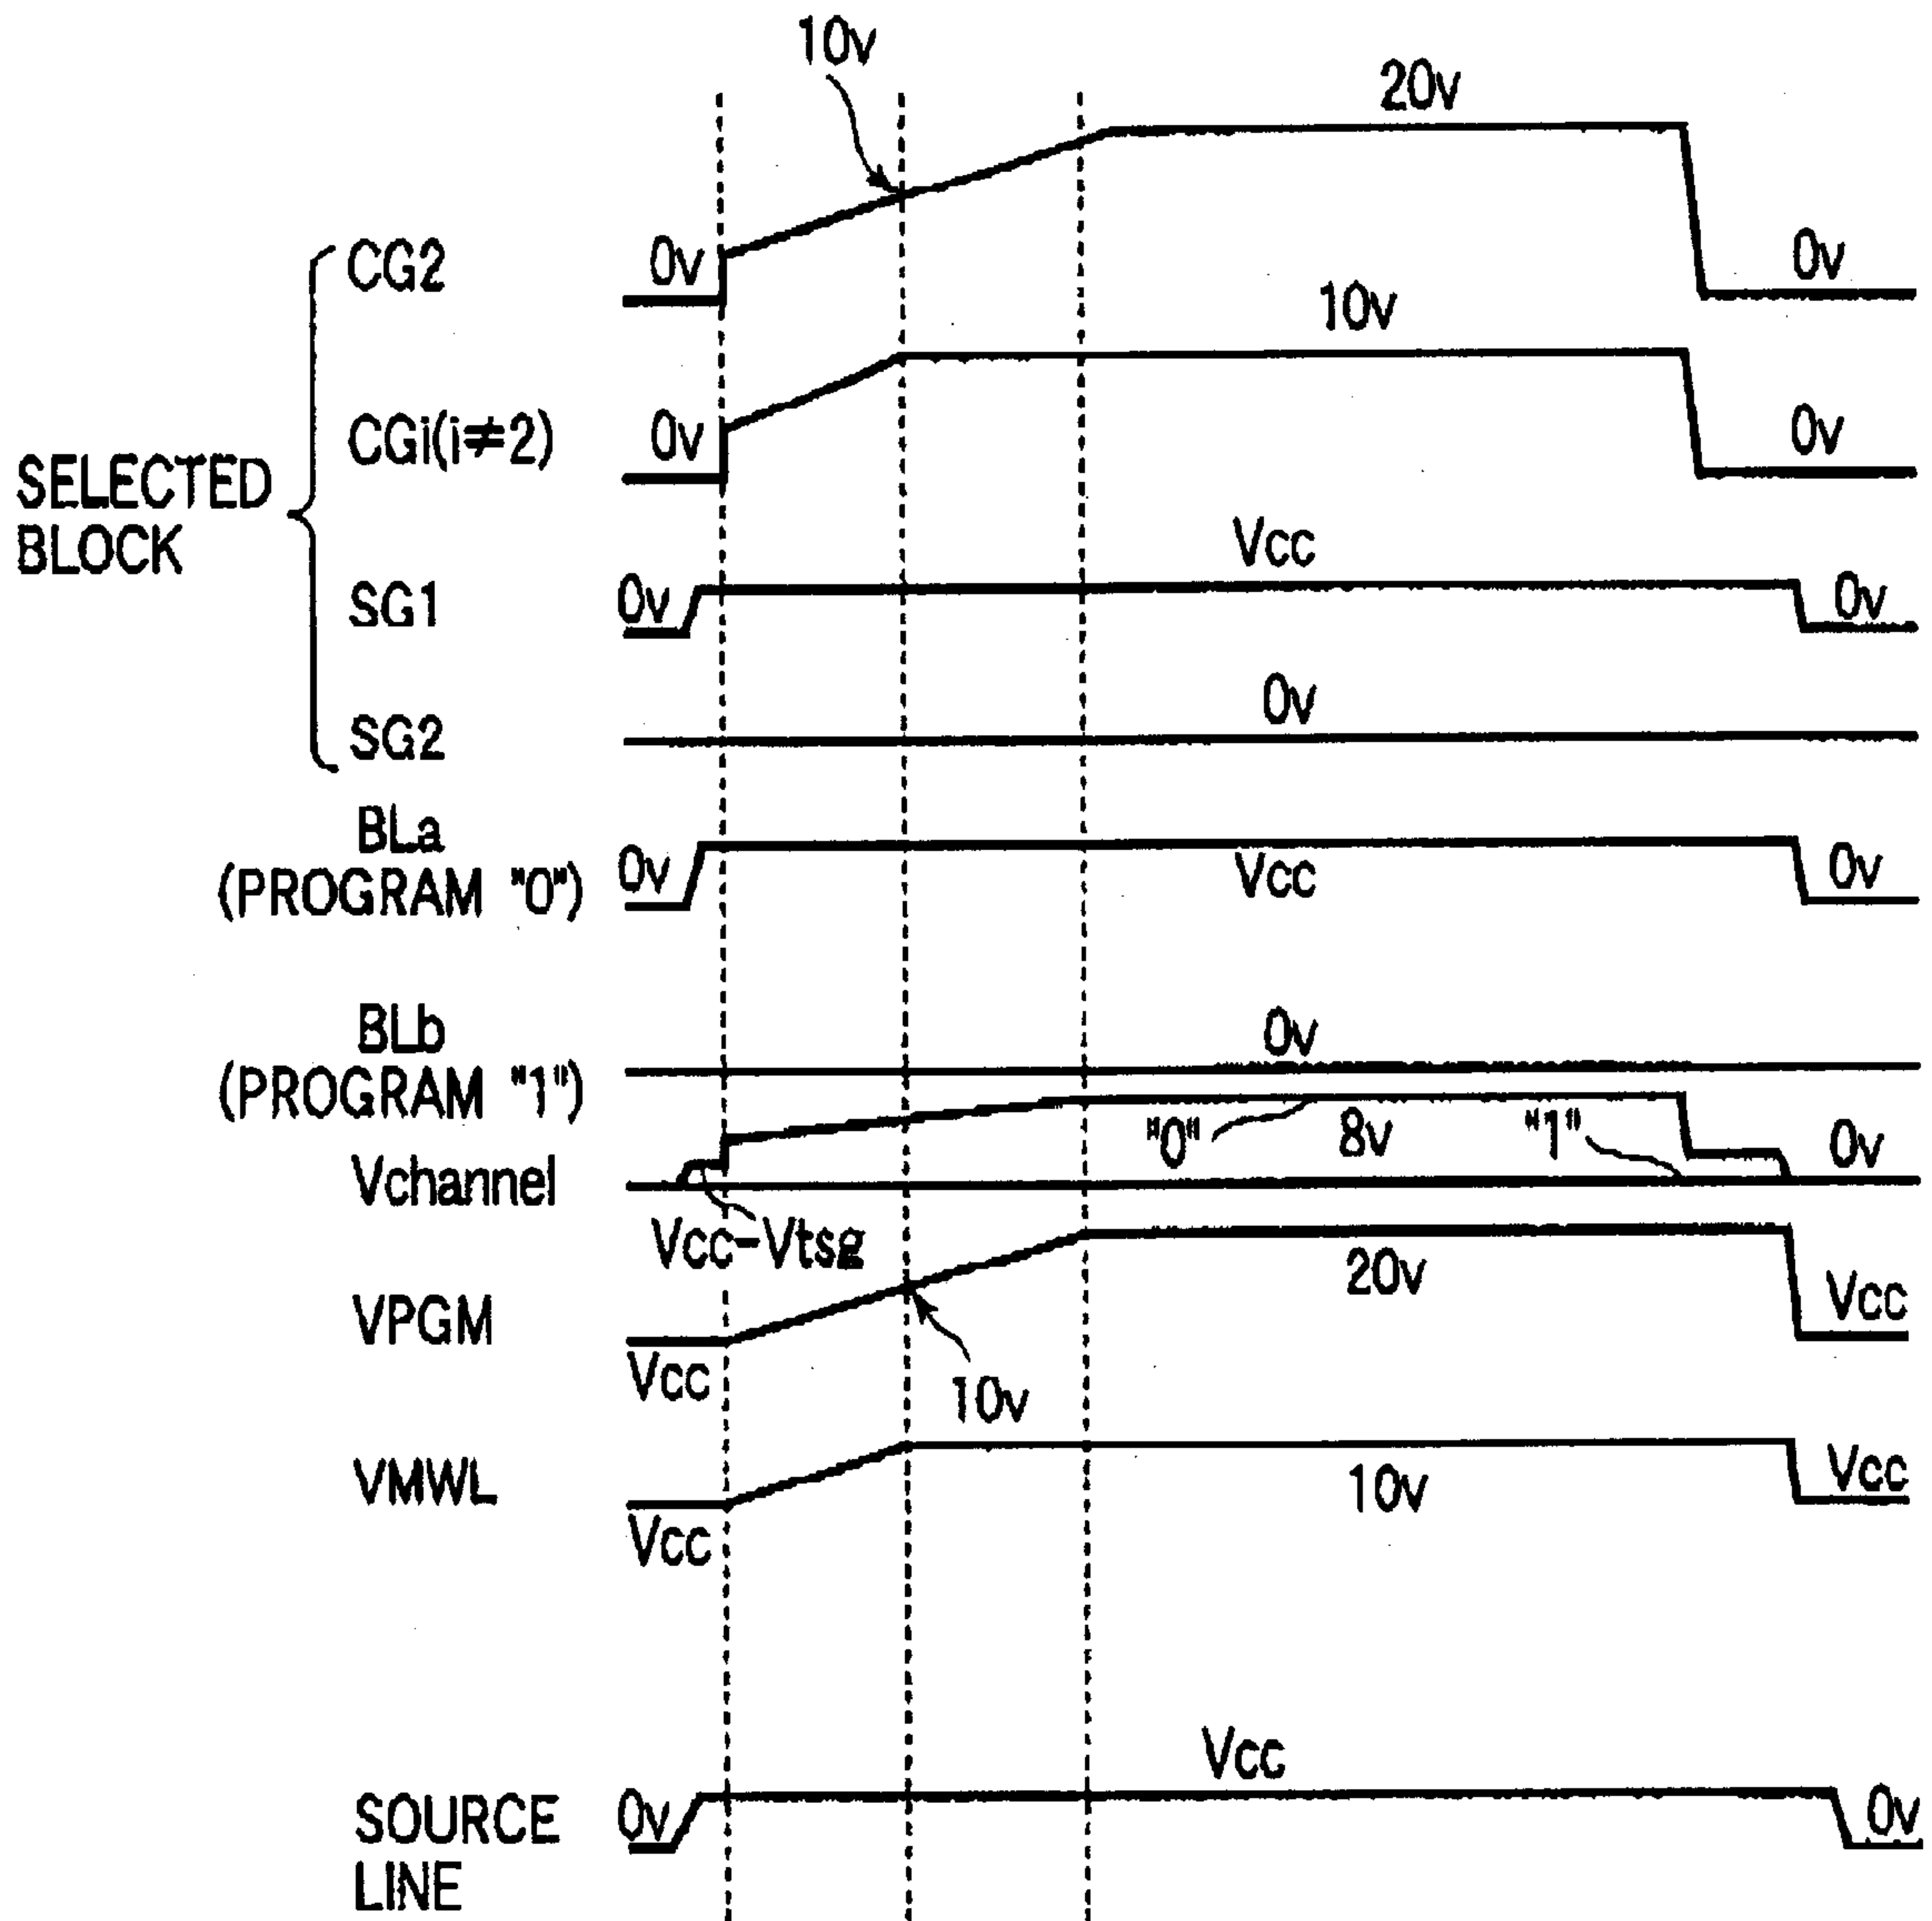 10v
20v
CG2
0v
0v
10v
CGi(i≠2)
0v
0v
SELECTED
BLOCK
Vcc
SG1
0v
0v
0v
SG2
BLa
(PROGRAM "0")
0v
Vcc
0v
BLb
(PROGRAM "1")
0v
"0"
8v
"1"
0v
Vchannel
Vcc-Vtsg
20v
VPGM
Vcc
Vcc
10v
VMWL
Vcc
10v
Vcc
Vcc
SOURCE
LINE
0v
0v